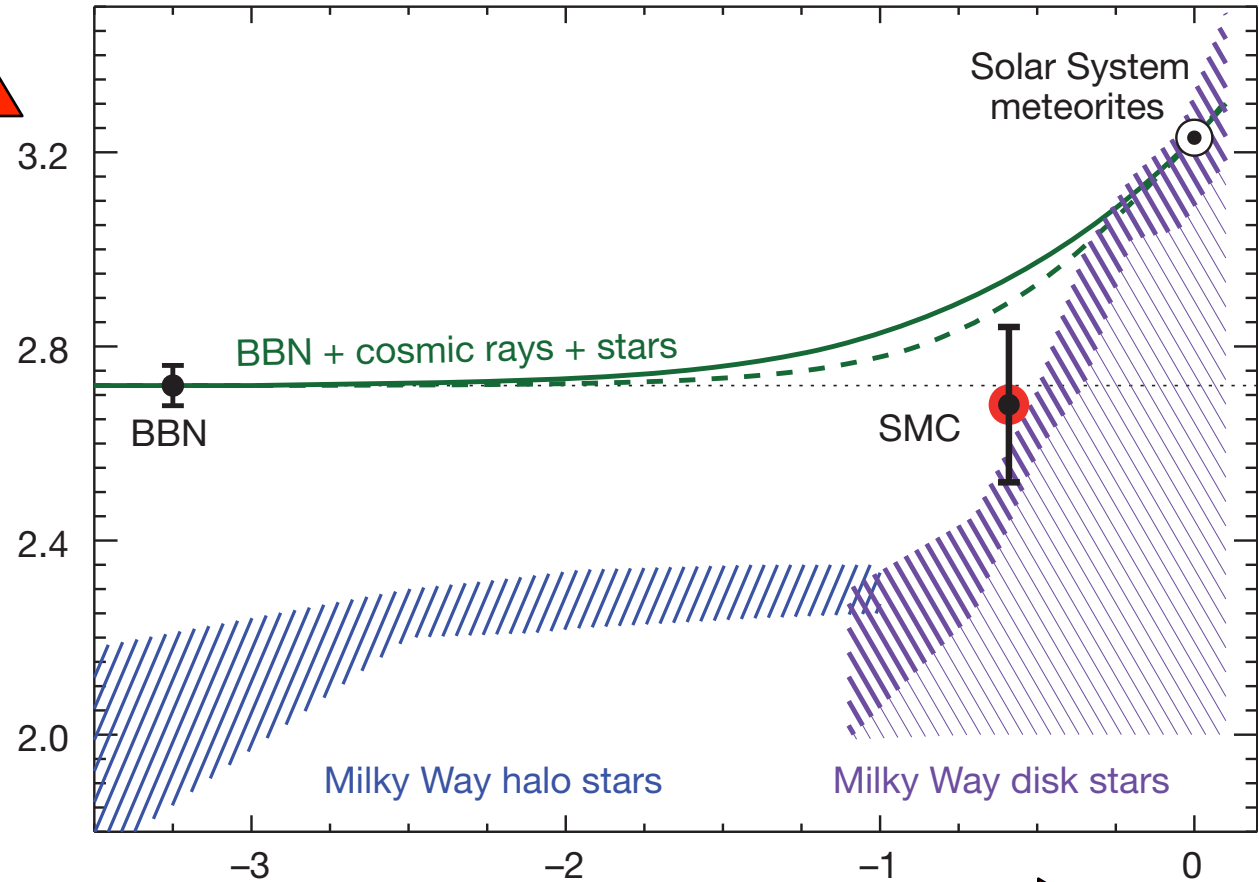 Solar System
meteorites
3.2
2.8
BBN + cosmic rays + stars
BBN
SMC
2.4
2.0
Milky Way halo stars
Milky Way disk stars
–3
–2
–1
0